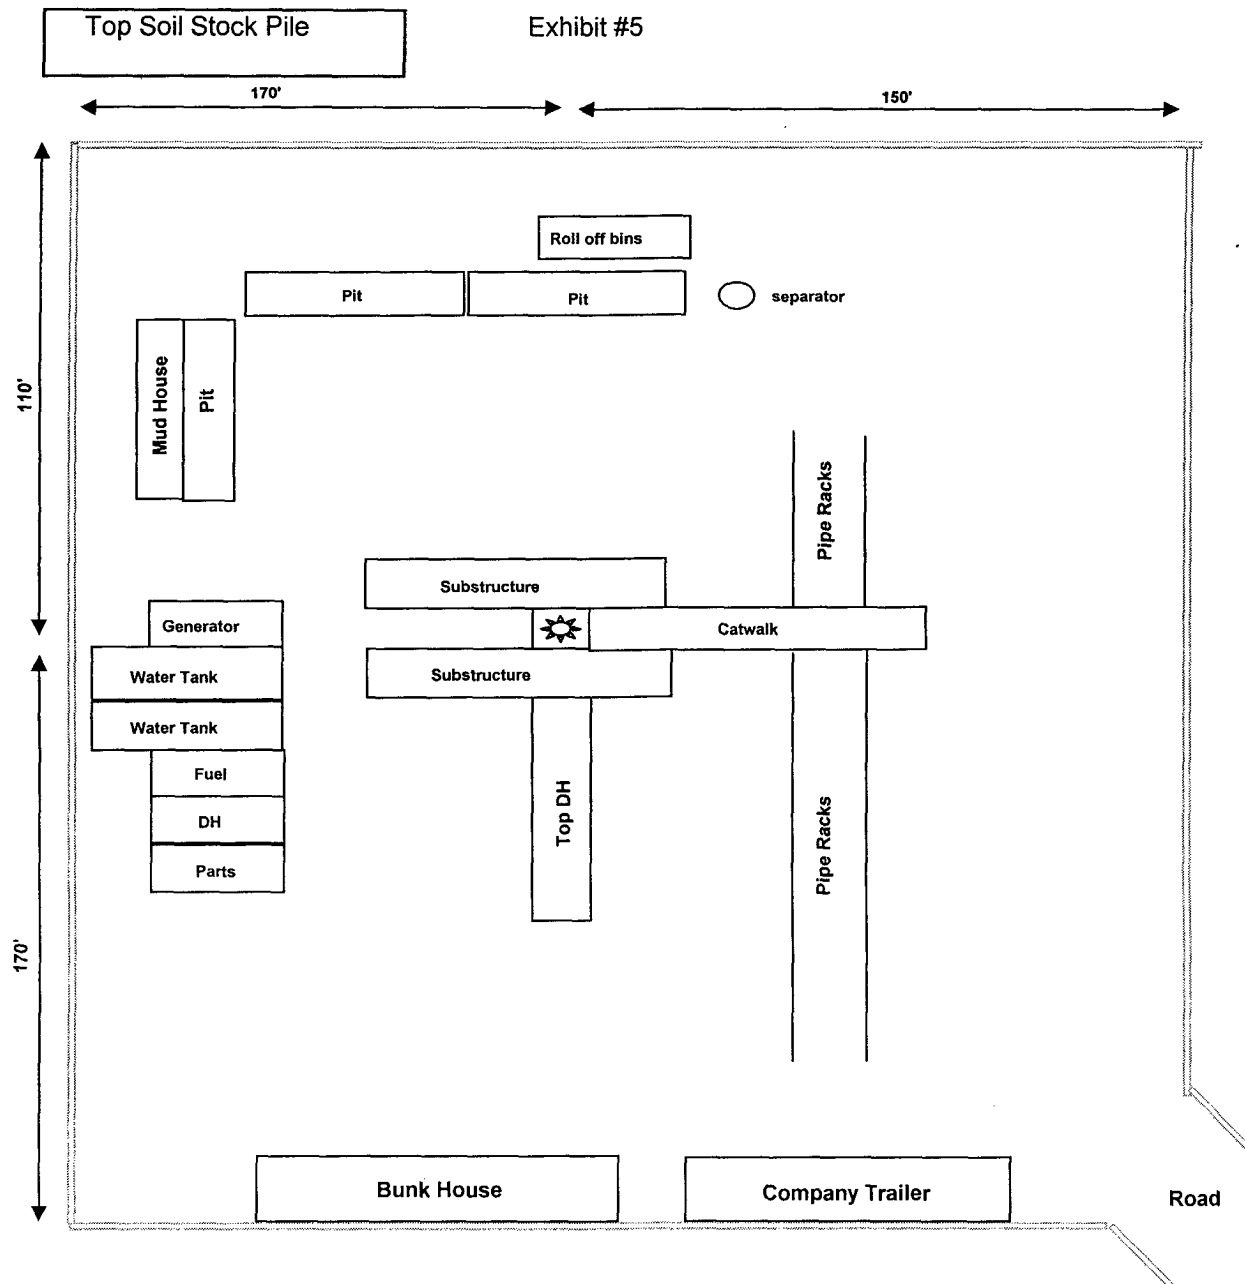 Top Soil Stock Pile
Exhibit #5
170'
150'
Roll off bins
Pit
Pit
separator
110'
Mud House
Pit
Pipe Racks
Substructure
Generator
Catwalk
Water Tank
Substructure
Water Tank
Fuel
Top DH
DH
Pipe Racks
Parts
170'
Bunk House
Company Trailer
Road